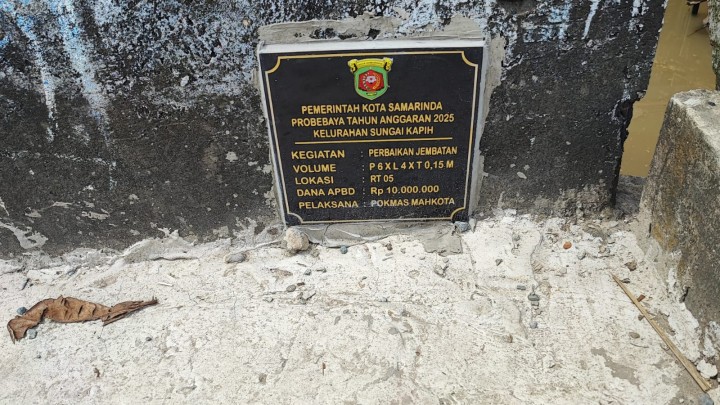 PEMERINTAH KOTA SAMARINDA
PROBEBAYA TAHUN ANGGARAN 2025
KELURAHAN SUNGAI KAPIH
KEGIATAN : PERBAIKAN JEMBATAN
VOLUME : P 6 X L 4 X T 0,15 M
LOKASI : RT 05
DANA APBD : Rp 10.000.000
PELAKSANA : POKMAS MAHKOTA